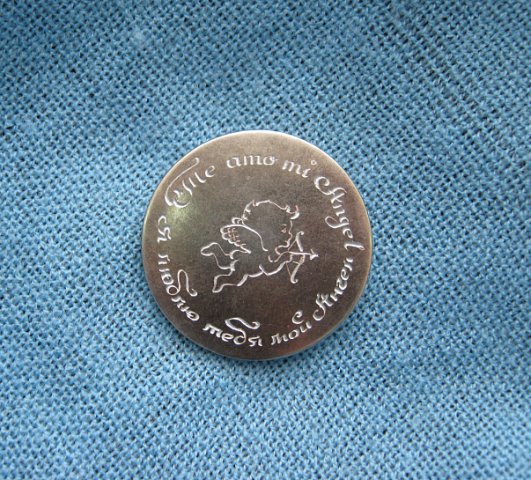 Te amo mi Angel
я люблю тебя мой Ангел